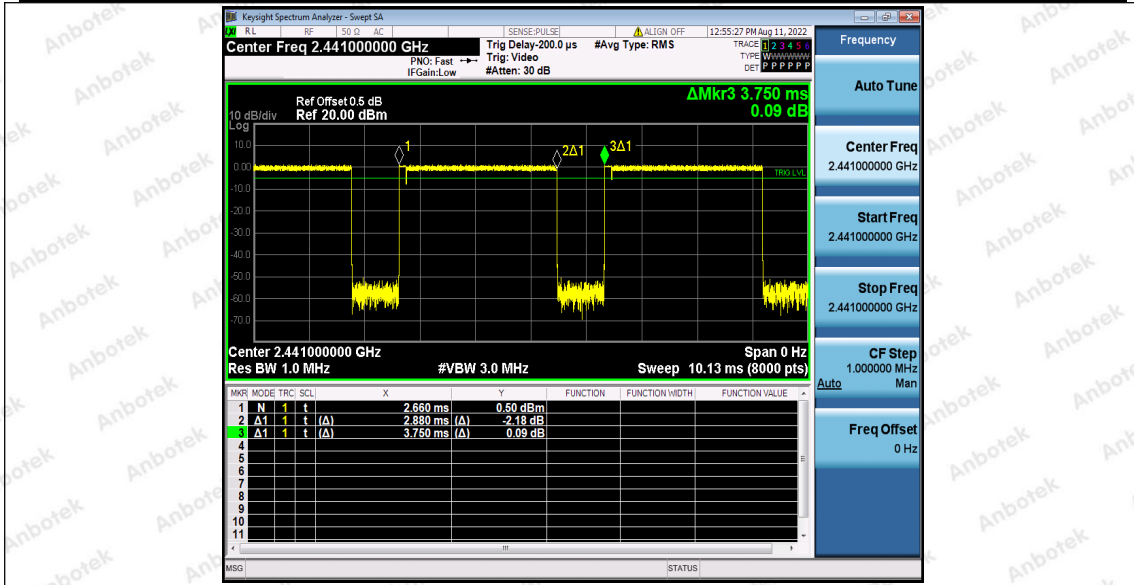 Keysight Spectrum Analyzer - Swept SA
LXI RL RF 50 Ω AC SENSE:PULSE ALIGN OFF 12:55:27 PM Aug 11, 2022
Center Freq 2.441000000 GHz
Trig Delay-200.0 µs #Avg Type: RMS
TRACE 1 2 3 4 5 6
PNO: Fast Trig: Video
TYPE WWWWWW
IFGain:Low #Atten: 30 dB
DET P P P P P P
ΔMkr3 3.750 ms
0.09 dB
Ref Offset 0.5 dB
10 dB/div Ref 20.00 dBm
Log
10.0
0.00
-10.0
-20.0
-30.0
-40.0
-50.0
-60.0
-70.0
1
2Δ1
3Δ1
TRIG LVL
Center 2.441000000 GHz Span 0 Hz
Res BW 1.0 MHz #VBW 3.0 MHz Sweep 10.13 ms (8000 pts)
MKR MODE TRC SCL X Y FUNCTION FUNCTION WIDTH FUNCTION VALUE
1 N 1 t 2.660 ms 0.50 dBm
2 Δ1 1 t (Δ) 2.880 ms (Δ) -2.18 dB
3 Δ1 1 t (Δ) 3.750 ms (Δ) 0.09 dB
4
5
6
7
8
9
10
11
MSG STATUS
Frequency
Auto Tune
Center Freq
2.441000000 GHz
Start Freq
2.441000000 GHz
Stop Freq
2.441000000 GHz
CF Step
1.000000 MHz
Auto Man
Freq Offset
0 Hz
Anbotek